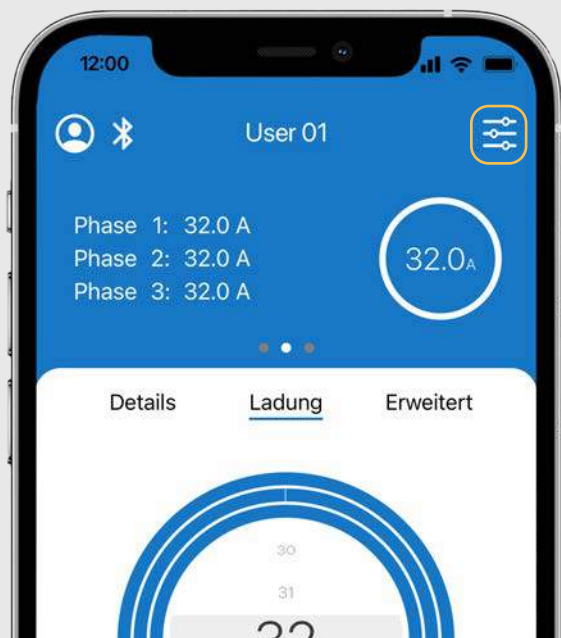 12:00
User 01
Phase 1: 32.0 A
Phase 2: 32.0 A
Phase 3: 32.0 A
32.0A
Details Ladung Erweitert
30
31
32